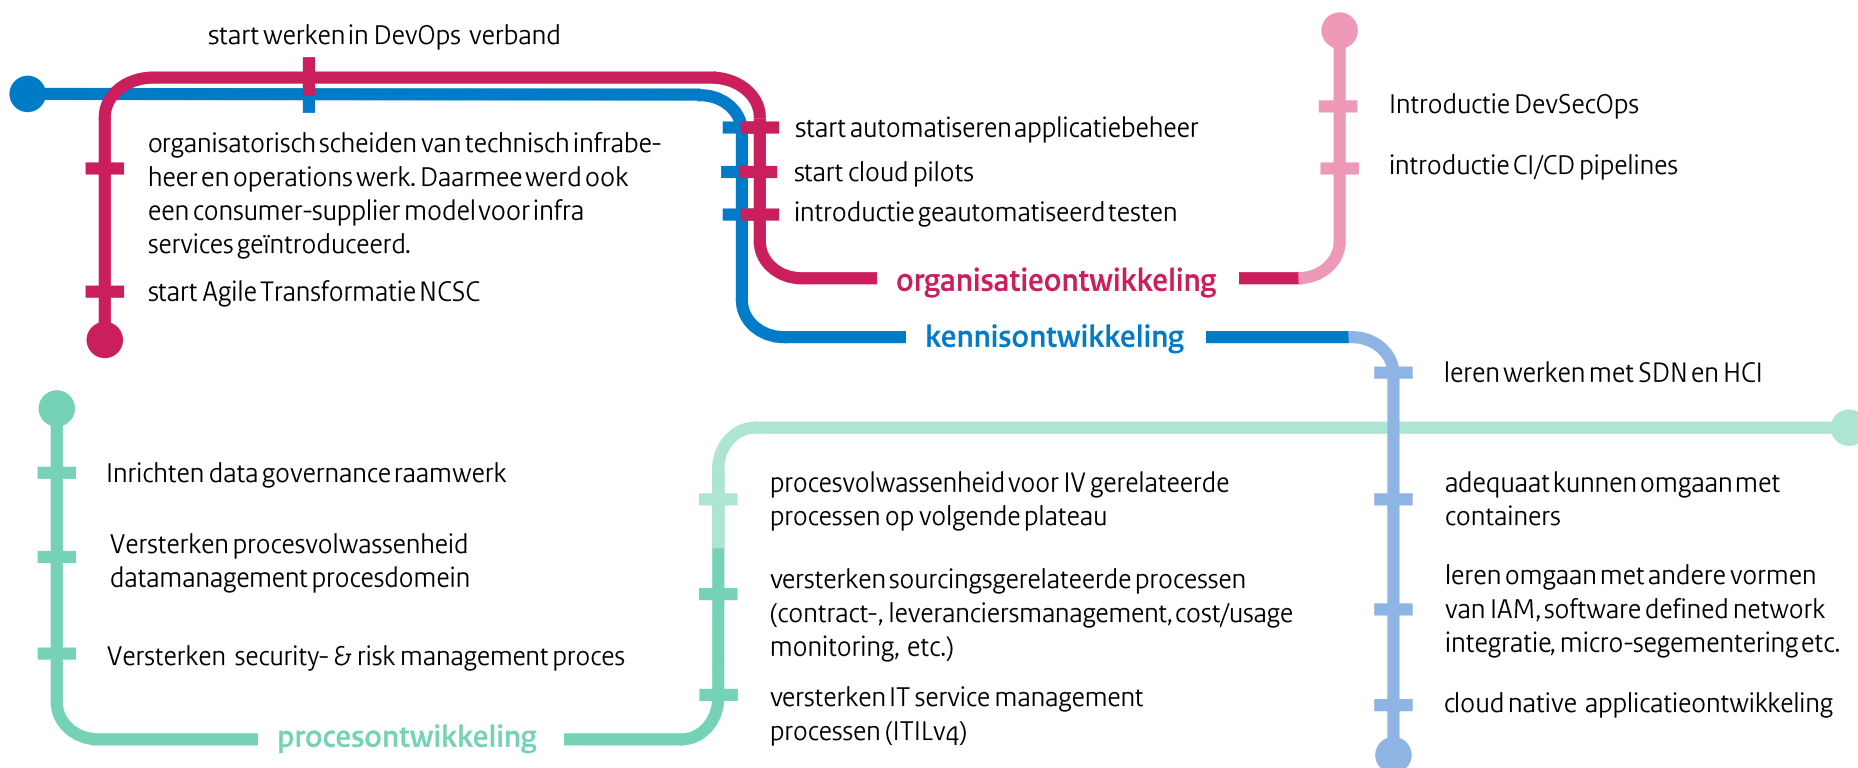 start werken in DevOps verband
organisatorisch scheiden van technisch infrabe-
heer en operations werk. Daarmee werd ook
een consumer-supplier model voor infra
services geïntroduceerd.
start Agile Transformatie NCSC
start automatiseren applicatiebeheer
start cloud pilots
introductie geautomatiseerd testen
organisatieontwikkeling
kennisontwikkeling
Introductie DevSecOps
introductie CI/CD pipelines
leren werken met SDN en HCI
adequaat kunnen omgaan met
containers
leren omgaan met andere vormen
van IAM, software defined network
integratie, micro-segementering etc.
cloud native applicatieontwikkeling
Inrichten data governance raamwerk
Versterken procesvolwassenheid
datamanagement procesdomein
Versterken security- & risk management proces
procesontwikkeling
procesvolwassenheid voor IV gerelateerde
processen op volgende plateau
versterken sourcingsgerelateerde processen
(contract-, leveranciersmanagement, cost/usage
monitoring, etc.)
versterken IT service management
processen (ITILv4)